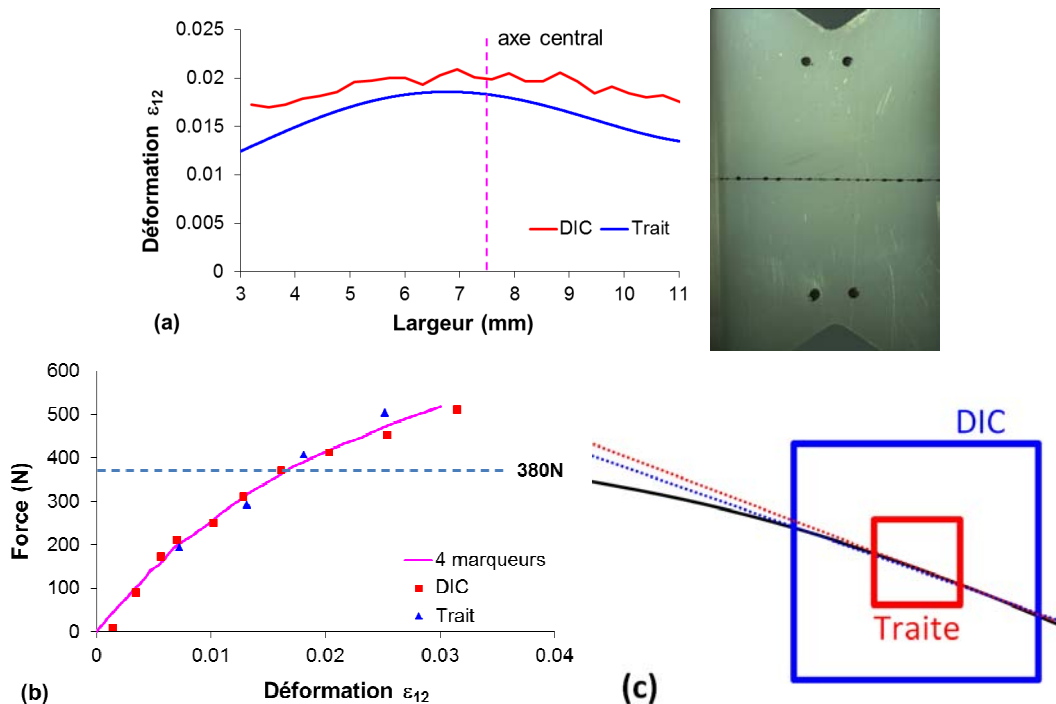 0.025
0.02
0.015
0.01
0.005
0
Déformation ε12
axe central
DIC
Trait
3 4 5 6 7 8 9 10 11
Largeur (mm)
(a)
600
500
400
300
200
100
0
Force (N)
380N
4 marqueurs
DIC
Trait
0 0.01 0.02 0.03 0.04
Déformation ε12
(b)
DIC
Traite
(c)